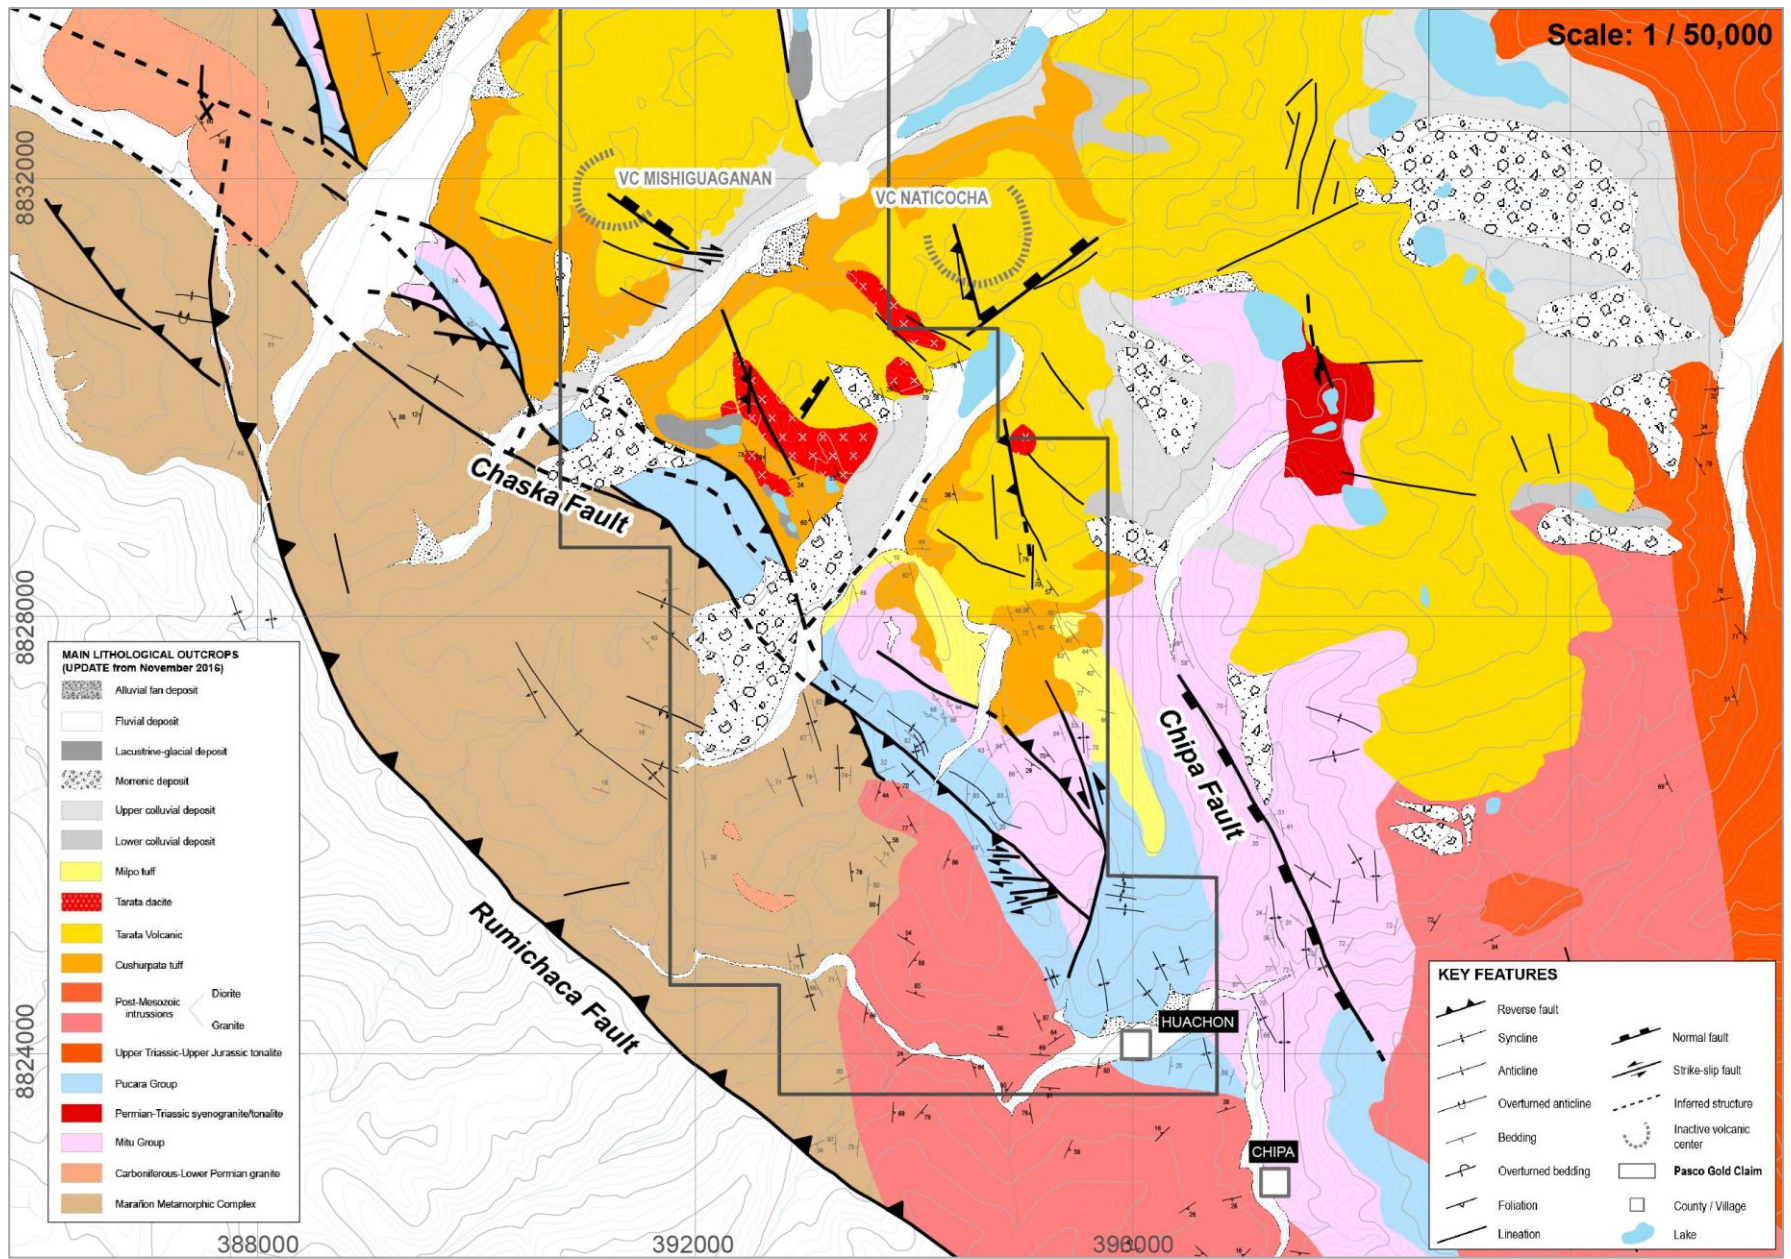 Scale: 1 / 50,000
8832000
VC MISHIGUAGANAN
VC NATICOCHA
Chaska Fault
8828000
Chipa Fault
Rumichaca Fault
HUACHON
8824000
CHIPA
388000
392000
396000
MAIN LITHOLOGICAL OUTCROPS
(UPDATE from November 2016)
Alluvial fan deposit
Fluvial deposit
Lacustrine-glacial deposit
Morrenic deposit
Upper colluvial deposit
Lower colluvial deposit
Milpo tuff
Tarata dacite
Tarata Volcanic
Cushurpata tuff
Post-Mesozoic
intrussions
Diorite
Granite
Upper Triassic-Upper Jurassic tonalite
Pucara Group
Permian-Triassic syenogranite/tonalite
Mitu Group
Carboniferous-Lower Permian granite
Marañon Metamorphic Complex
KEY FEATURES
Reverse fault
Syncline
Anticline
Overturned anticline
Bedding
Overturned bedding
Foliation
Lineation
Normal fault
Strike-slip fault
Inferred structure
Inactive volcanic
center
Pasco Gold Claim
County / Village
Lake